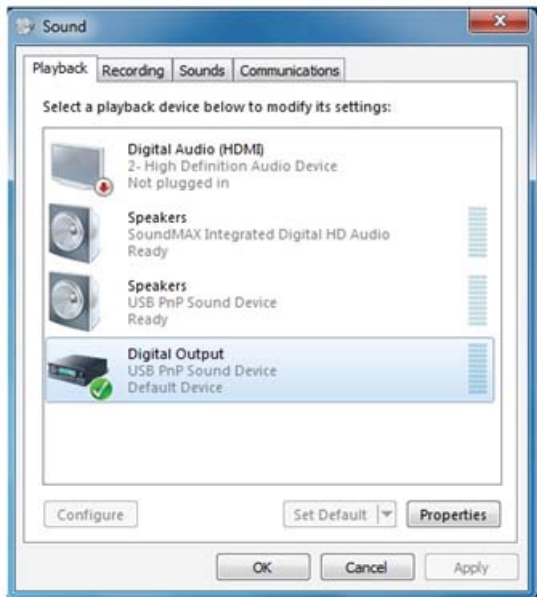 Sound
Playback Recording Sounds Communications
Select a playback device below to modify its settings:
Digital Audio (HDMI)
2- High Definition Audio Device
Not plugged in
Speakers
SoundMAX Integrated Digital HD Audio
Ready
Speakers
USB PnP Sound Device
Ready
Digital Output
USB PnP Sound Device
Default Device
Configure Set Default Properties
OK Cancel Apply